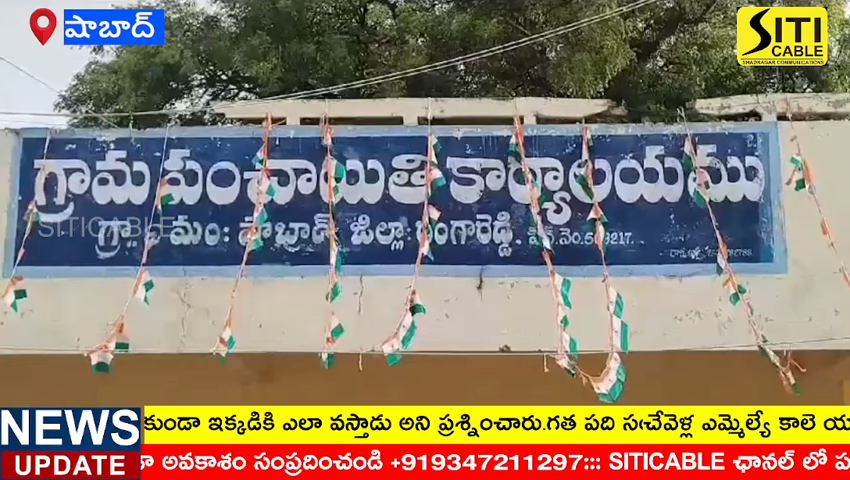 షాబాద్
SITI
CABLE
SHADNAGAR COMMUNICATIONS
గ్రామ పంచాయితి కార్యాలయము
SITICABLE
గ్రా॥మం: షాబాద్ జిల్లా: రంగారెడ్డి. పిన్.నెం.509217.
NEWS
UPDATE
కుండా ఇక్కడికి ఎలా వస్తాడు అని ప్రశ్నించారు.గత పది సంచేవెళ్ల ఎమ్మెల్యే కాలె య
అవకాశం సంప్రదించండి +919347211297::: SITICABLE ఛానల్ లో ప